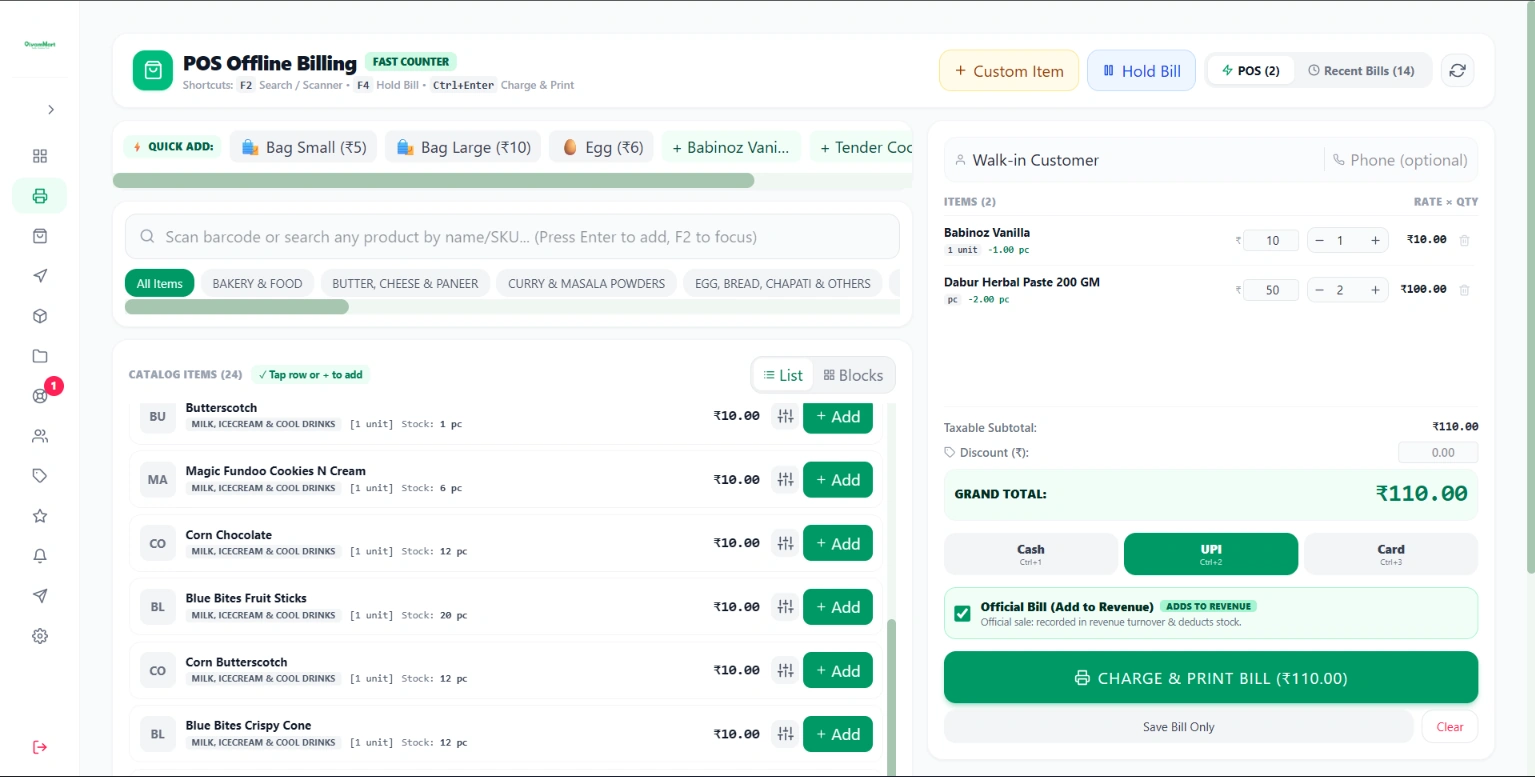 POS Offline Billing FAST COUNTER
Shortcuts: F2 Search / Scanner • F4 Hold Bill • Ctrl+Enter Charge & Print
+ Custom Item
Hold Bill
POS (2)
Recent Bills (14)
1
QUICK ADD:
Bag Small (₹5)
Bag Large (₹10)
Egg (₹6)
+ Babinoz Vani...
+ Tender Coc
Scan barcode or search any product by name/SKU... (Press Enter to add, F2 to focus)
All Items
BAKERY & FOOD
BUTTER, CHEESE & PANEER
CURRY & MASALA POWDERS
EGG, BREAD, CHAPATI & OTHERS
CATALOG ITEMS (24) ✓ Tap row or + to add
List
Blocks
BU
Butterscotch
MILK, ICECREAM & COOL DRINKS [1 unit] Stock: 1 pc
₹10.00
+ Add
MA
Magic Fundoo Cookies N Cream
MILK, ICECREAM & COOL DRINKS [1 unit] Stock: 6 pc
₹10.00
+ Add
CO
Corn Chocolate
MILK, ICECREAM & COOL DRINKS [1 unit] Stock: 12 pc
₹10.00
+ Add
BL
Blue Bites Fruit Sticks
MILK, ICECREAM & COOL DRINKS [1 unit] Stock: 20 pc
₹10.00
+ Add
CO
Corn Butterscotch
MILK, ICECREAM & COOL DRINKS [1 unit] Stock: 12 pc
₹10.00
+ Add
BL
Blue Bites Crispy Cone
MILK, ICECREAM & COOL DRINKS [1 unit] Stock: 12 pc
₹10.00
+ Add
Walk-in Customer
Phone (optional)
ITEMS (2) RATE × QTY
Babinoz Vanilla
1 unit -1.00 pc
₹ 10 − 1 + ₹10.00
Dabur Herbal Paste 200 GM
pc -2.00 pc
₹ 50 − 2 + ₹100.00
Taxable Subtotal: ₹110.00
Discount (₹): 0.00
GRAND TOTAL: ₹110.00
Cash
Ctrl+1
UPI
Ctrl+2
Card
Ctrl+3
Official Bill (Add to Revenue) ADDS TO REVENUE
Official sale: recorded in revenue turnover & deducts stock.
CHARGE & PRINT BILL (₹110.00)
Save Bill Only
Clear